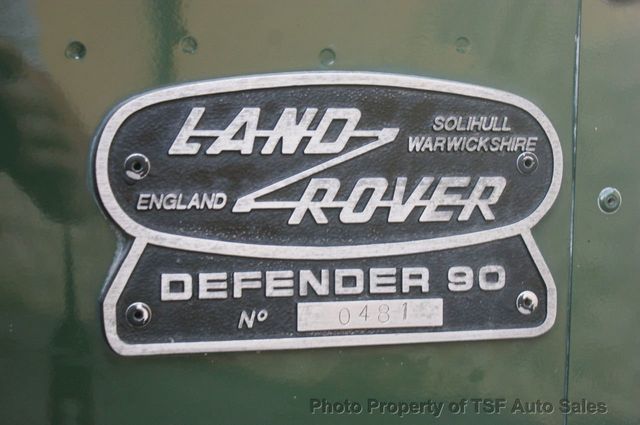 LAND
ROVER
SOLIHULL
WARWICKSHIRE
ENGLAND
DEFENDER 90
Nº 0481
Photo Property of TSF Auto Sales